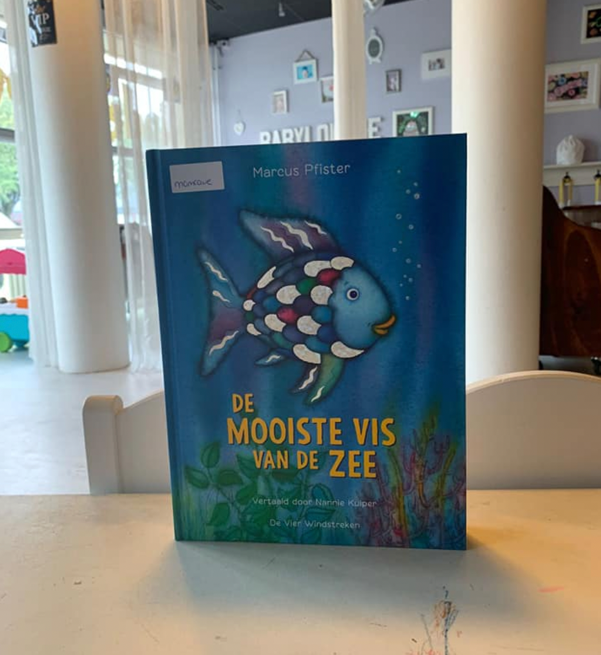 Marcus Pfister
DE
MOOISTE VIS
VAN DE ZEE
Vertaald door Nannie Kuiper
De Vier Windstreken